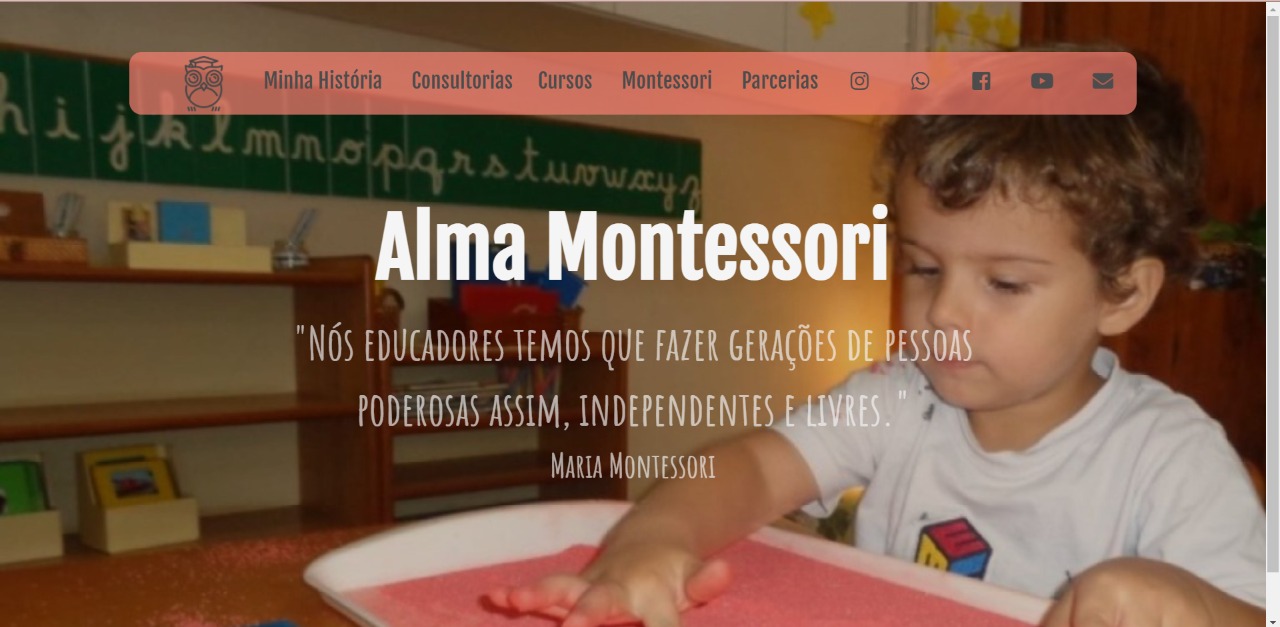 Minha História Consultorias Cursos Montessori Parcerias
h i j k l m n o p q r s t u v w x y z
Alma Montessori
"Nós educadores temos que fazer gerações de pessoas
poderosas assim, independentes e livres."
Maria Montessori